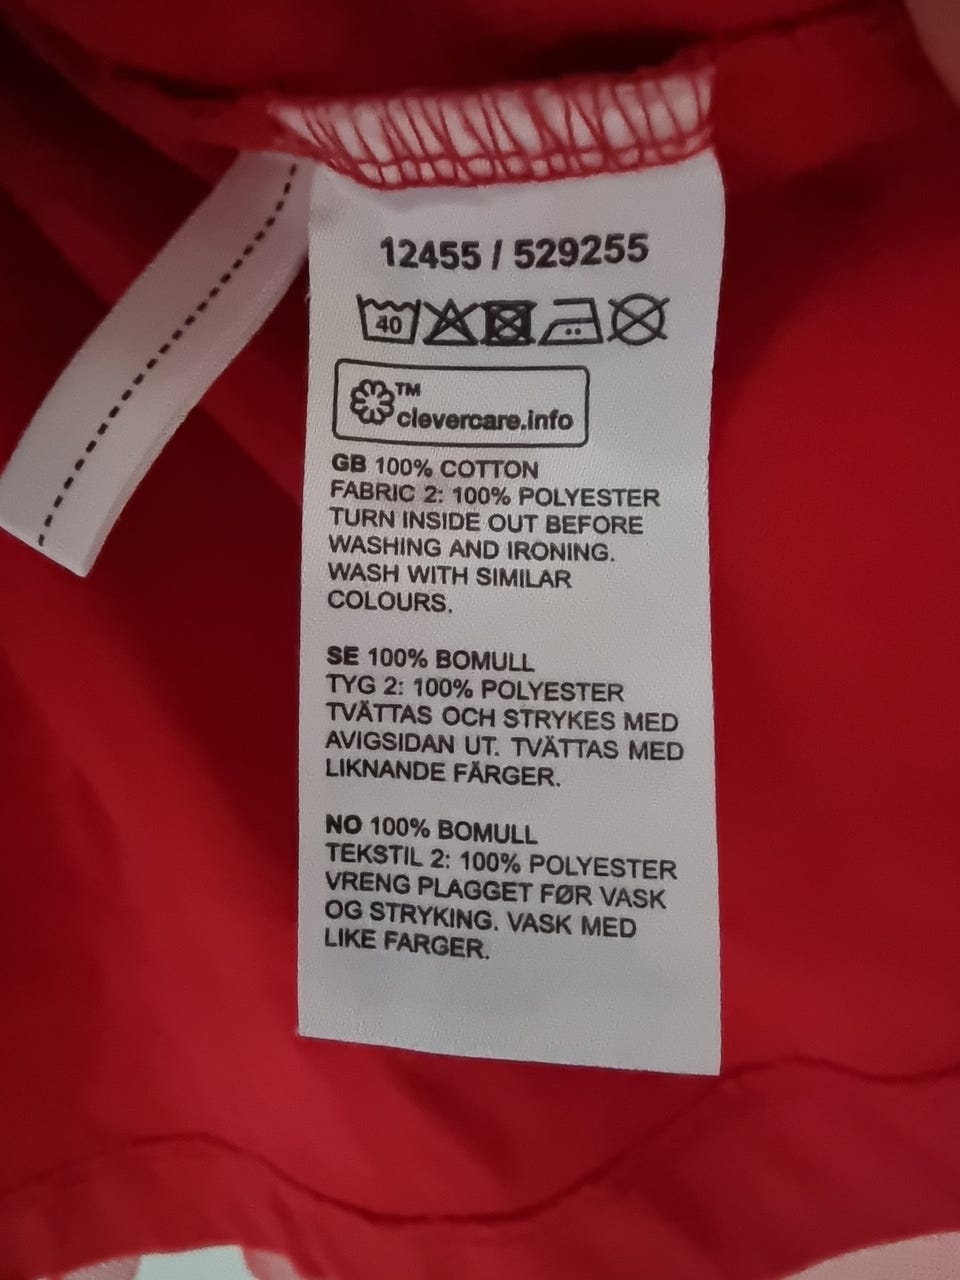 12455 / 529255
40
™
clevercare.info
GB 100% COTTON
FABRIC 2: 100% POLYESTER
TURN INSIDE OUT BEFORE
WASHING AND IRONING.
WASH WITH SIMILAR
COLOURS.
SE 100% BOMULL
TYG 2: 100% POLYESTER
TVÄTTAS OCH STRYKES MED
AVIGSIDAN UT. TVÄTTAS MED
LIKNANDE FÄRGER.
NO 100% BOMULL
TEKSTIL 2: 100% POLYESTER
VRENG PLAGGET FØR VASK
OG STRYKING. VASK MED
LIKE FARGER.